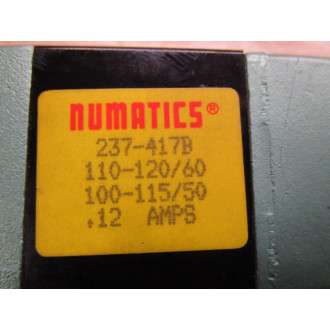 NUMATICS®
237-417B
110-120/60
100-115/50
.12 AMPS